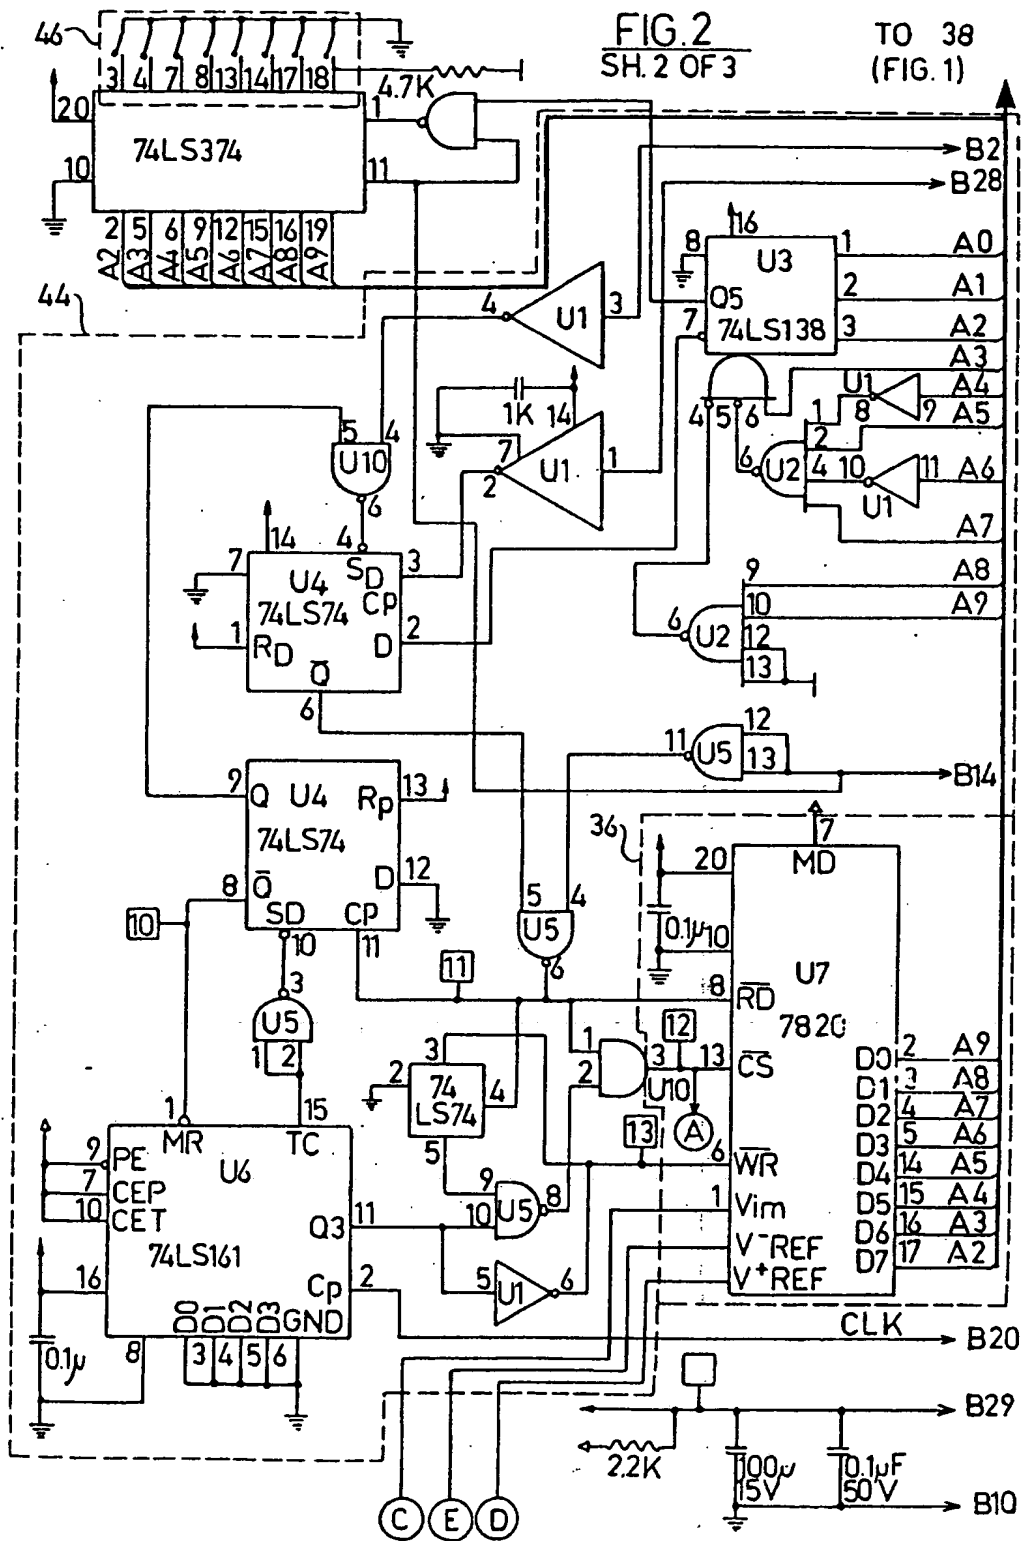 FIG.2
SH.2 OF 3
TO 38
(FIG.1)
46
3 4 7 8 13 14 17 18
4.7K
20
1
74LS374
10
11
2 5 6 9 12 15 16 19
A2 A3 A4 A5 A6 A7 A8 A9
B2
B28
44
16
8
U3
1 A0
Q5
2 A1
7
74LS138
3 A2
A3
4 U1 3
1K
14
7
2 U1 1
4 5 6
U1
A4
1 8 9
A5
2
6 U2 4 10 11 A6
U1
A7
5 4
U10
6
14
4
7
U4
SD
3
74LS74
CP
1
RD
D
2
Q
6
9 A8
10 A9
6 U2
12
13
12
11 U5
13
B14
9 Q U4 Rp 13
74LS74
D 12
8 Q
SD CP
10
10 11
3
U5
1 2
5 4
U5
6
11
36
7
MD
20
0.1µ
10
U7
8 RD
7820
12
1
3 13 CS
2
U10
A
D0 2 A9
D1 3 A8
D2 4 A7
D3 5 A6
D4 14 A5
D5 15 A4
D6 16 A3
D7 17 A2
3
2 74
LS74
4
5
13
6 WR
1 Vim
V-REF
V+REF
1 15
MR TC
9 PE U6
7 CEP
10 CET
Q3 11
9
10 U5 8
74LS161
16
Cp 2
5 U1 6
D0 D1 D2 D3 GND
0.1µ
8
3 4 5 6
CLK
B20
B29
2.2K
100µ
15V
0.1µF
50V
B10
C E D